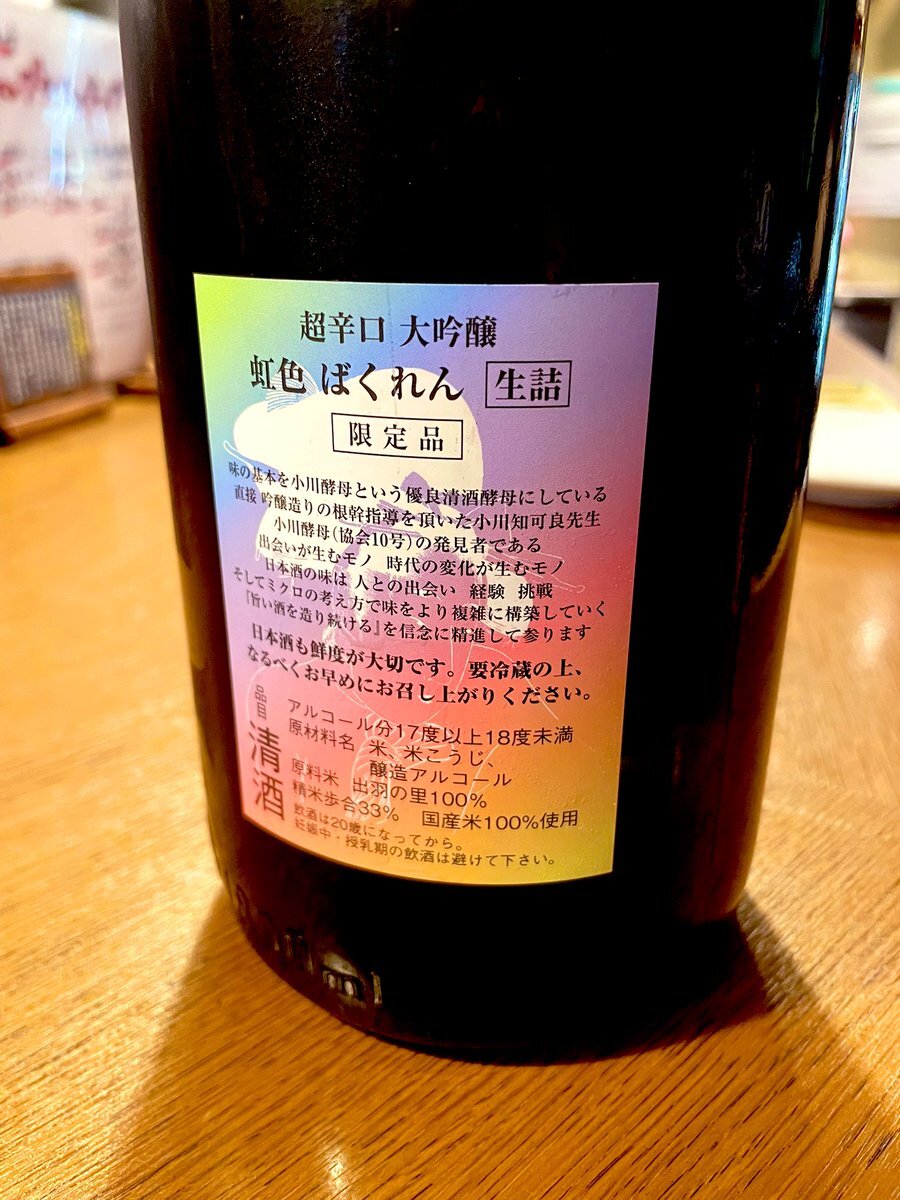 超辛口 大吟醸
虹色 ばくれん 生詰
限定品
味の基本を小川酵母という優良清酒酵母にしている
直接 吟醸造りの根幹指導を頂いた小川知可良先生
小川酵母(協会10号)の発見者である
出会いが生むモノ 時代の変化が生むモノ
日本酒の味は 人との出会い 経験 挑戦
そしてミクロの考え方で味をより複雑に構築していく
『旨い酒を造り続ける』を信念に精進して参ります
日本酒も鮮度が大切です。要冷蔵の上、
なるべくお早めにお召し上がりください。
品目 清酒
アルコール分17度以上18度未満
原材料名 米、米こうじ、
醸造アルコール
原料米 出羽の里100%
精米歩合33% 国産米100%使用
飲酒は20歳になってから。
妊娠中・授乳期の飲酒は避けて下さい。